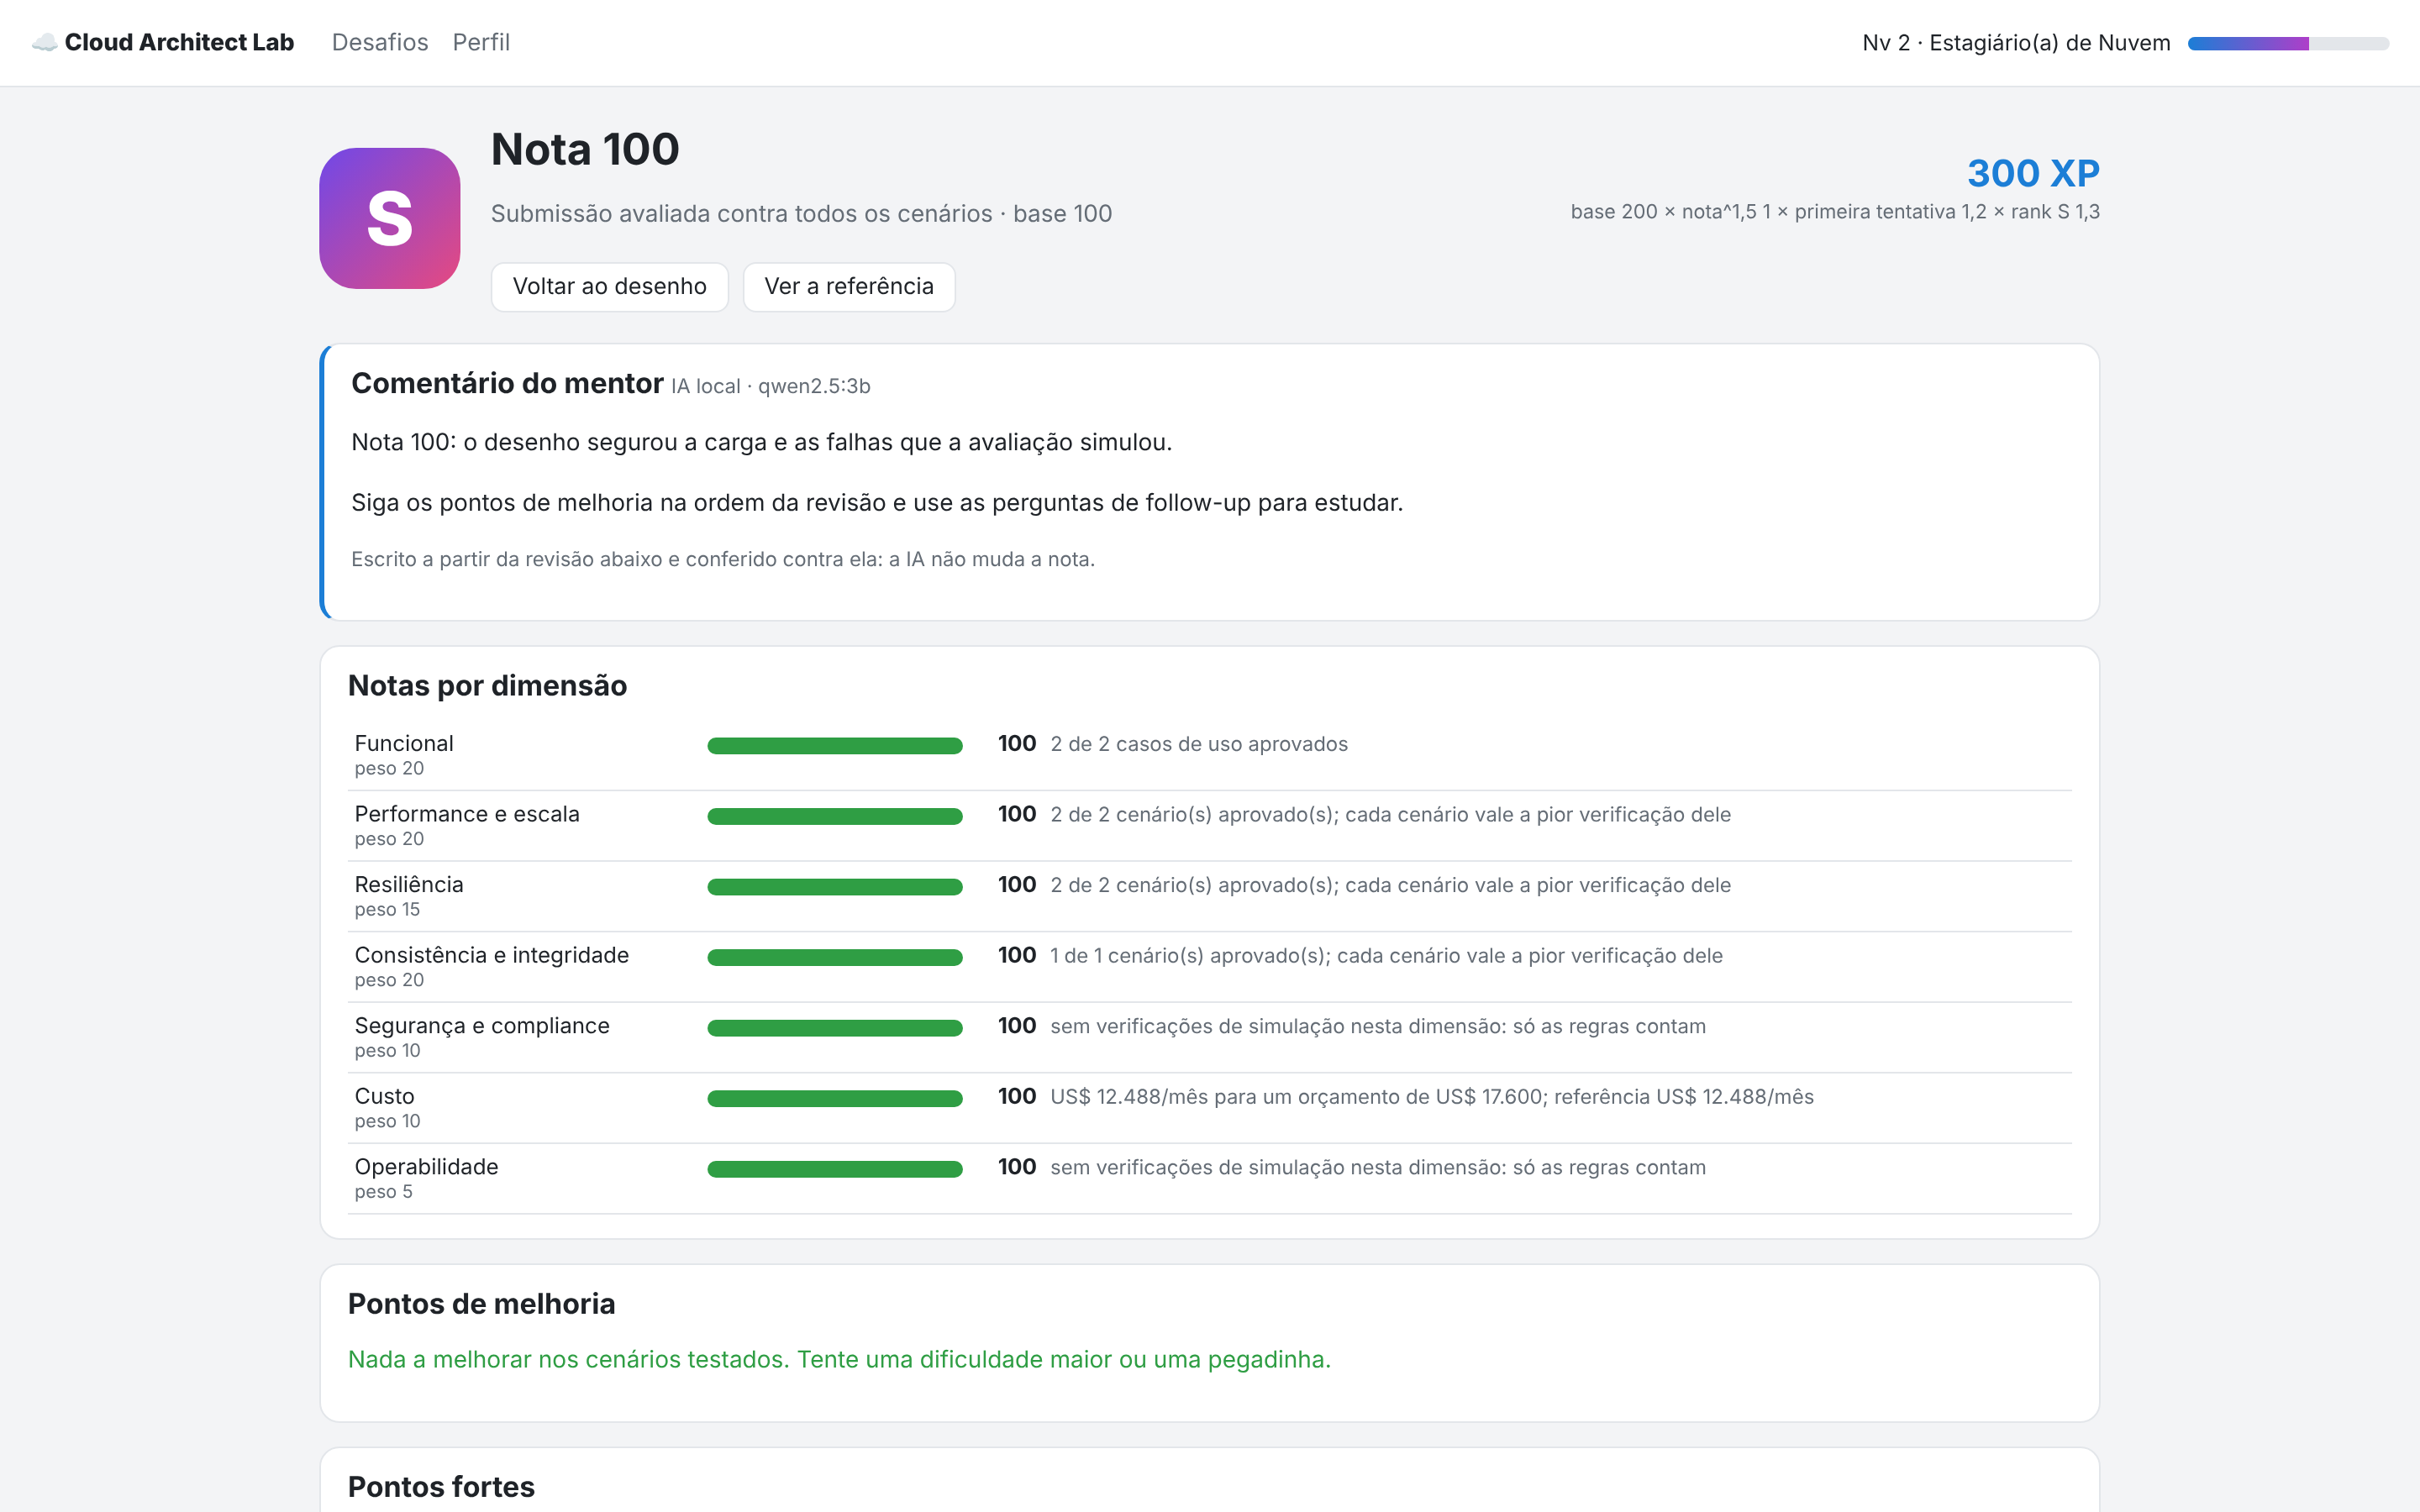 ☁️ Cloud Architect Lab Desafios Perfil Nv 2 · Estagiário(a) de Nuvem
S
Nota 100
Submissão avaliada contra todos os cenários · base 100
Voltar ao desenho Ver a referência
300 XP
base 200 × nota^1,5 1 × primeira tentativa 1,2 × rank S 1,3
Comentário do mentor IA local · qwen2.5:3b
Nota 100: o desenho segurou a carga e as falhas que a avaliação simulou.
Siga os pontos de melhoria na ordem da revisão e use as perguntas de follow-up para estudar.
Escrito a partir da revisão abaixo e conferido contra ela: a IA não muda a nota.
Notas por dimensão
Funcional 100 2 de 2 casos de uso aprovados
peso 20
Performance e escala 100 2 de 2 cenário(s) aprovado(s); cada cenário vale a pior verificação dele
peso 20
Resiliência 100 2 de 2 cenário(s) aprovado(s); cada cenário vale a pior verificação dele
peso 15
Consistência e integridade 100 1 de 1 cenário(s) aprovado(s); cada cenário vale a pior verificação dele
peso 20
Segurança e compliance 100 sem verificações de simulação nesta dimensão: só as regras contam
peso 10
Custo 100 US$ 12.488/mês para um orçamento de US$ 17.600; referência US$ 12.488/mês
peso 10
Operabilidade 100 sem verificações de simulação nesta dimensão: só as regras contam
peso 5
Pontos de melhoria
Nada a melhorar nos cenários testados. Tente uma dificuldade maior ou uma pegadinha.
Pontos fortes